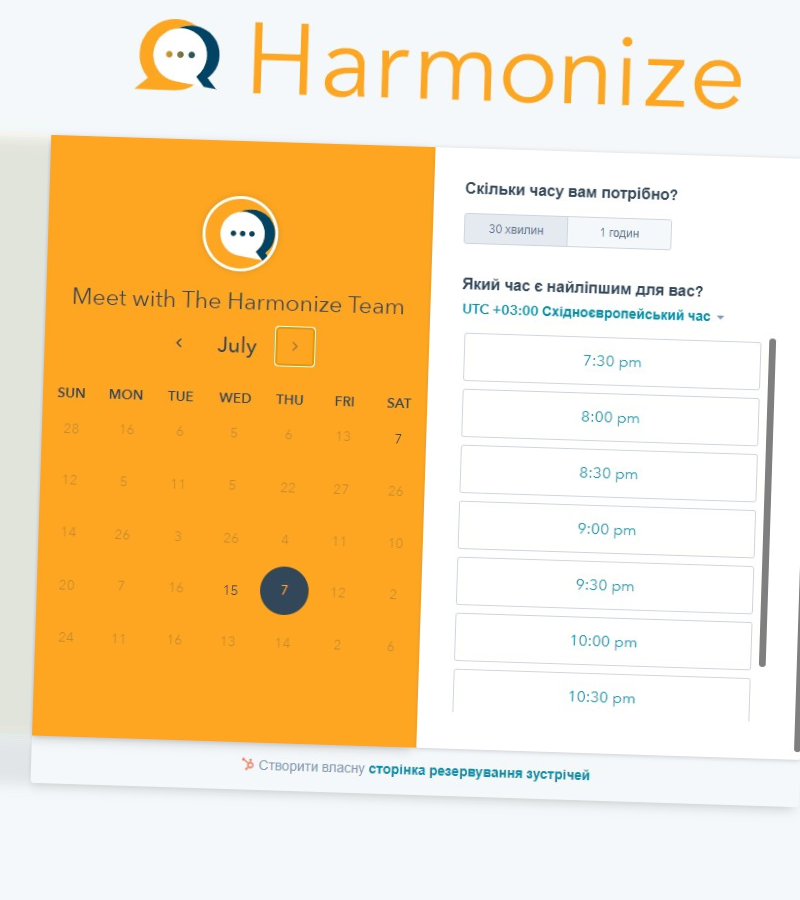 Harmonize
Meet with The Harmonize Team
July
SUN MON TUE WED THU FRI SAT
28 16 6 5 6 13 7
12 5 11 5 22 27 26
14 26 3 26 4 11 10
20 7 16 15 7 12 2
24 11 16 13 14 2 6
Скільки часу вам потрібно?
30 хвилин 1 годин
Який час є найліпшим для вас?
UTC +03:00 Східноєвропейський час
7:30 pm
8:00 pm
8:30 pm
9:00 pm
9:30 pm
10:00 pm
10:30 pm
Створити власну сторінка резервування зустрічей